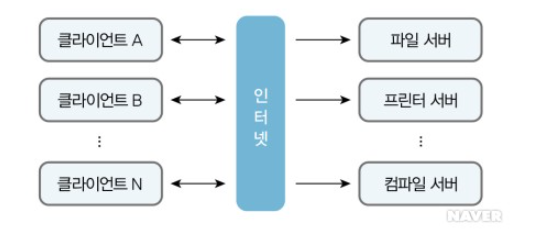 클라이언트 A
파일 서버
클라이언트 B
인터넷
프린터 서버
클라이언트 N
컴파일 서버
NAVER